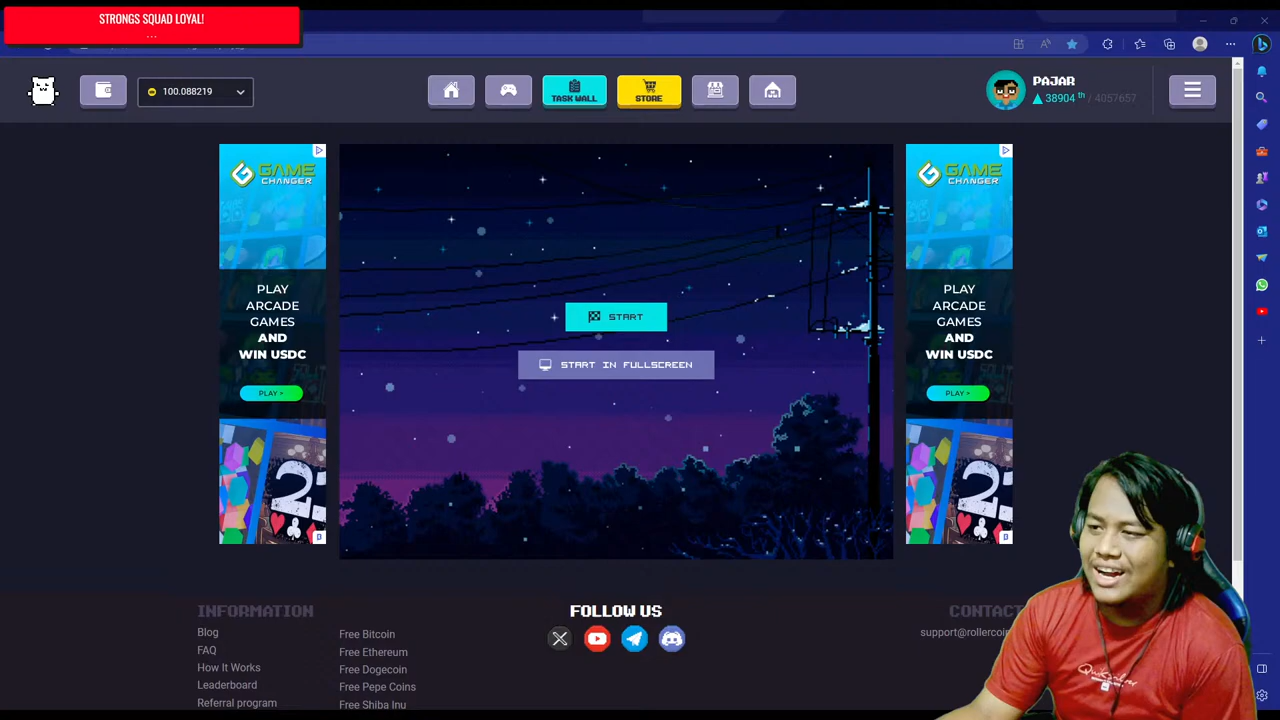 STRONGS SQUAD LOYAL!
...
100.088219
TASK WALL
STORE
PAJAR
38904 th / 4057657
GAME
CHANGER
PLAY
ARCADE
GAMES
AND
WIN USDC
PLAY >
START
START IN FULLSCREEN
GAME
CHANGER
PLAY
ARCADE
GAMES
AND
WIN USDC
PLAY >
INFORMATION
Blog
FAQ
How It Works
Leaderboard
Referral program
Free Bitcoin
Free Ethereum
Free Dogecoin
Free Pepe Coins
Free Shiba Inu
FOLLOW US
CONTACT
support@rollercoi